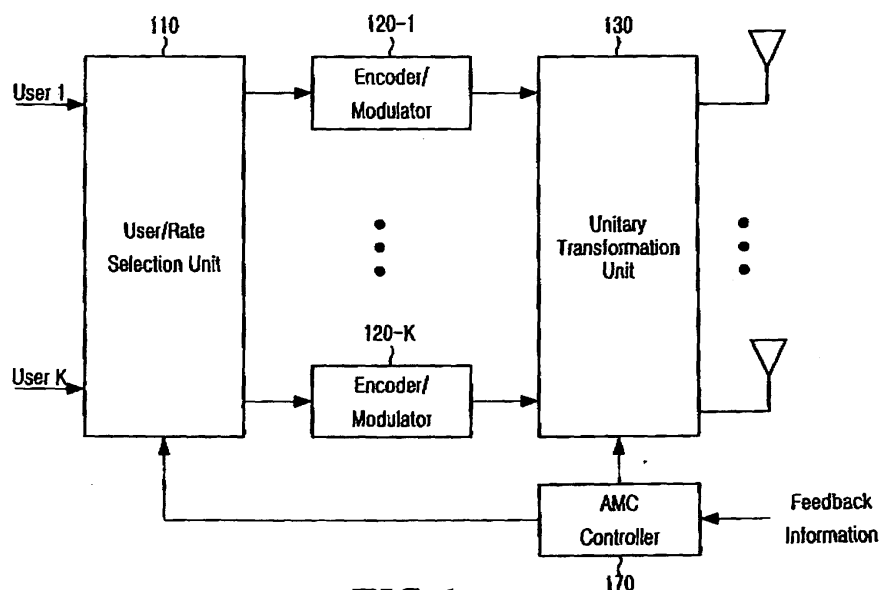 110
120-1
130
User 1
Encoder/
Modulator
User/Rate
Selection Unit
Unitary
Transformation
Unit
120-K
User K
Encoder/
Modulator
AMC
Controller
Feedback
Information
170